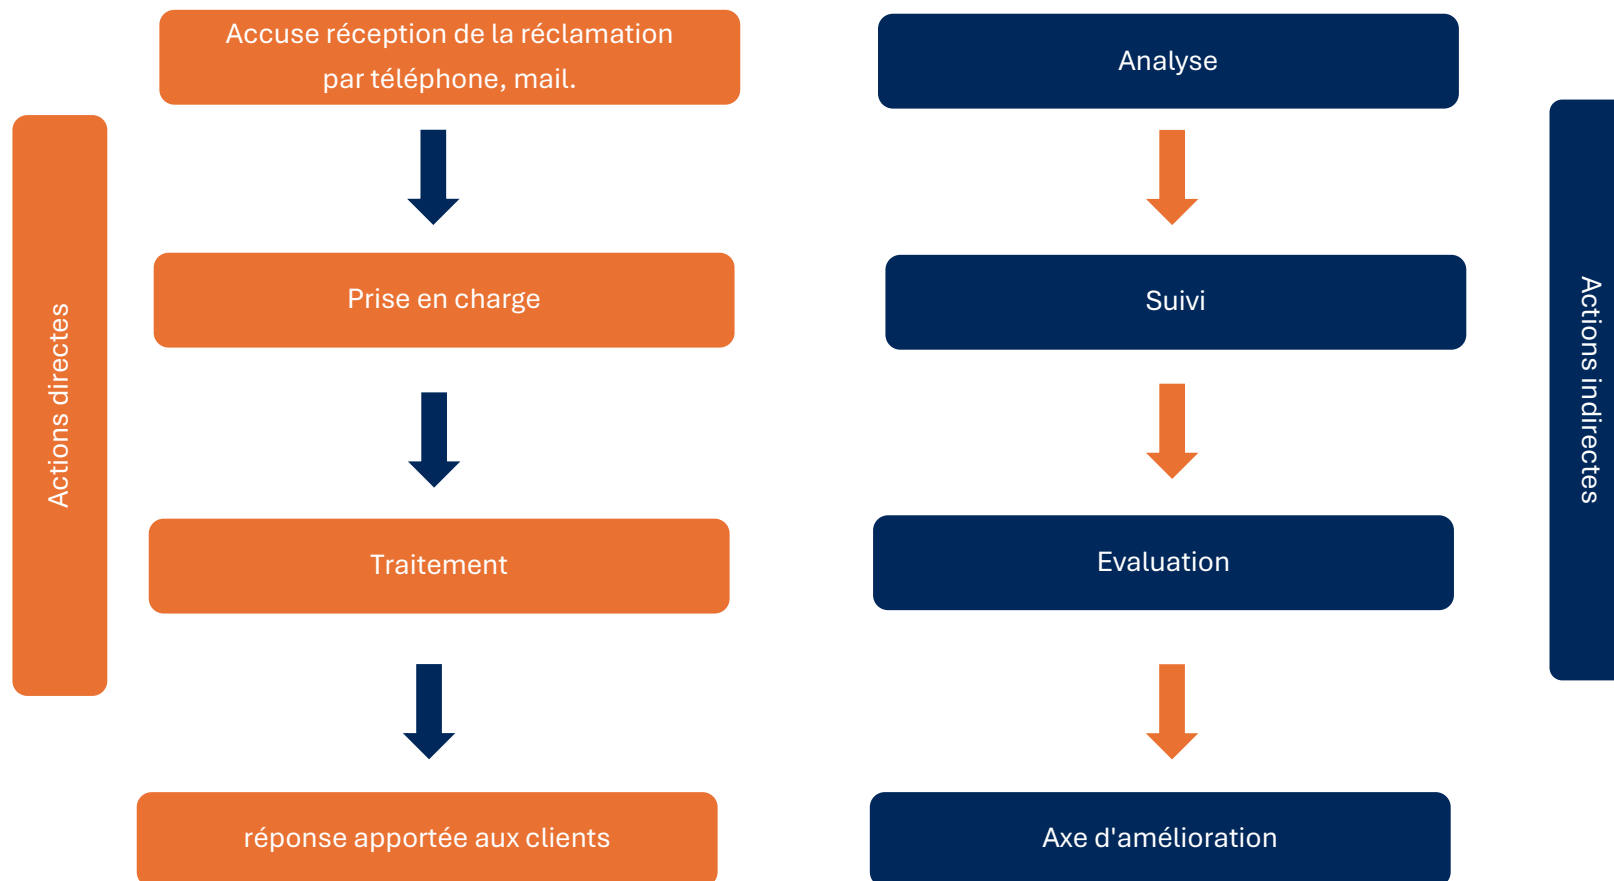 Accuse réception de la réclamation
par téléphone, mail.
Analyse
Actions directes
Prise en charge
Suivi
Actions indirectes
Traitement
Evaluation
réponse apportée aux clients
Axe d'amélioration